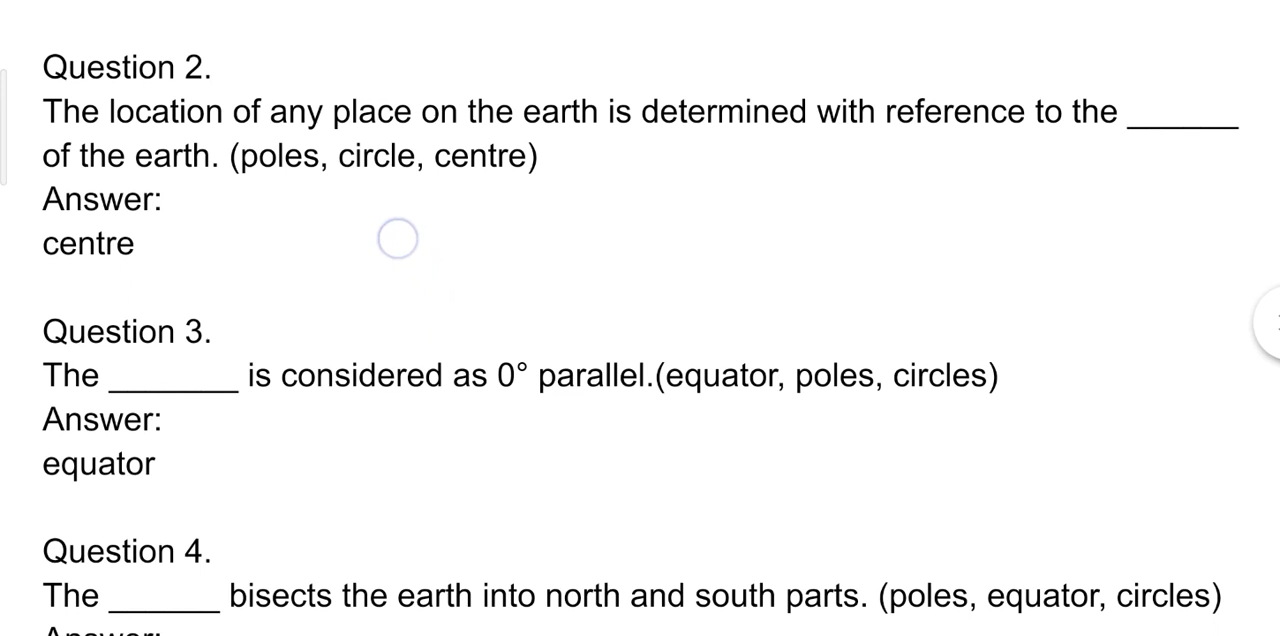 Question 2.
The location of any place on the earth is determined with reference to the ______
of the earth. (poles, circle, centre)
Answer:
centre
Question 3.
The _______ is considered as 0° parallel.(equator, poles, circles)
Answer:
equator
Question 4.
The ______ bisects the earth into north and south parts. (poles, equator, circles)
Answer: